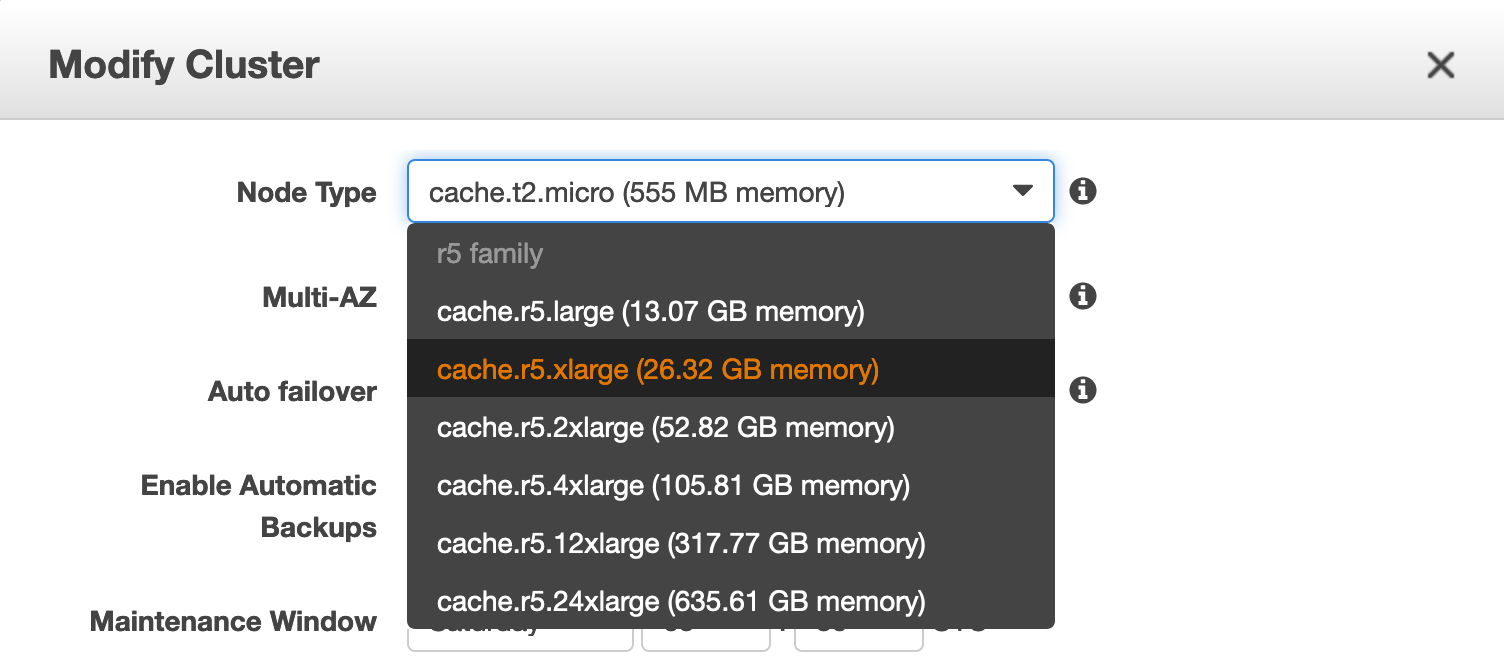 Modify Cluster
Node Type
cache.t2.micro (555 MB memory)
r5 family
Multi-AZ
cache.r5.large (13.07 GB memory)
cache.r5.xlarge (26.32 GB memory)
Auto failover
cache.r5.2xlarge (52.82 GB memory)
Enable Automatic
Backups
cache.r5.4xlarge (105.81 GB memory)
cache.r5.12xlarge (317.77 GB memory)
cache.r5.24xlarge (635.61 GB memory)
Maintenance Window